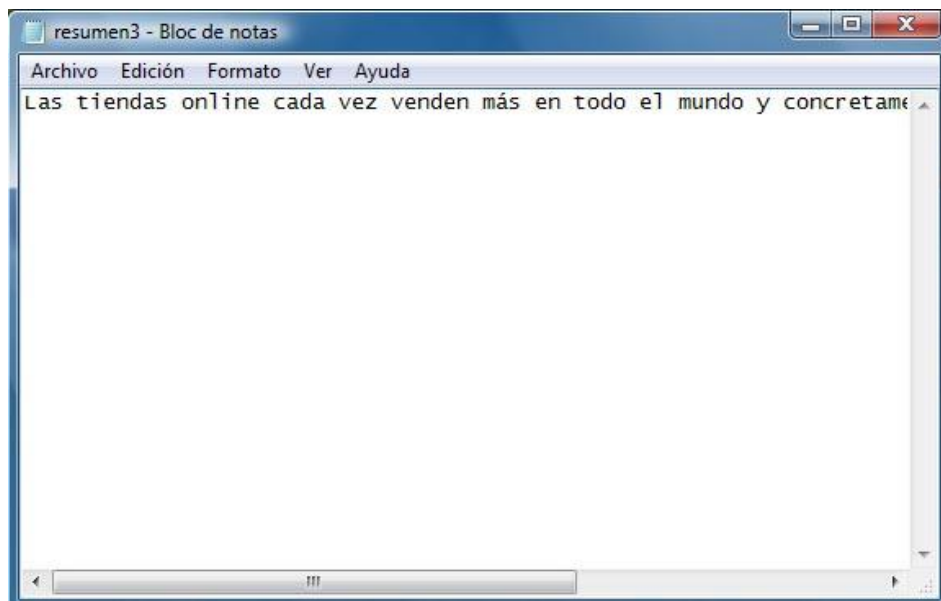 resumen3 - Bloc de notas
Archivo Edición Formato Ver Ayuda
Las tiendas online cada vez venden más en todo el mundo y concretame